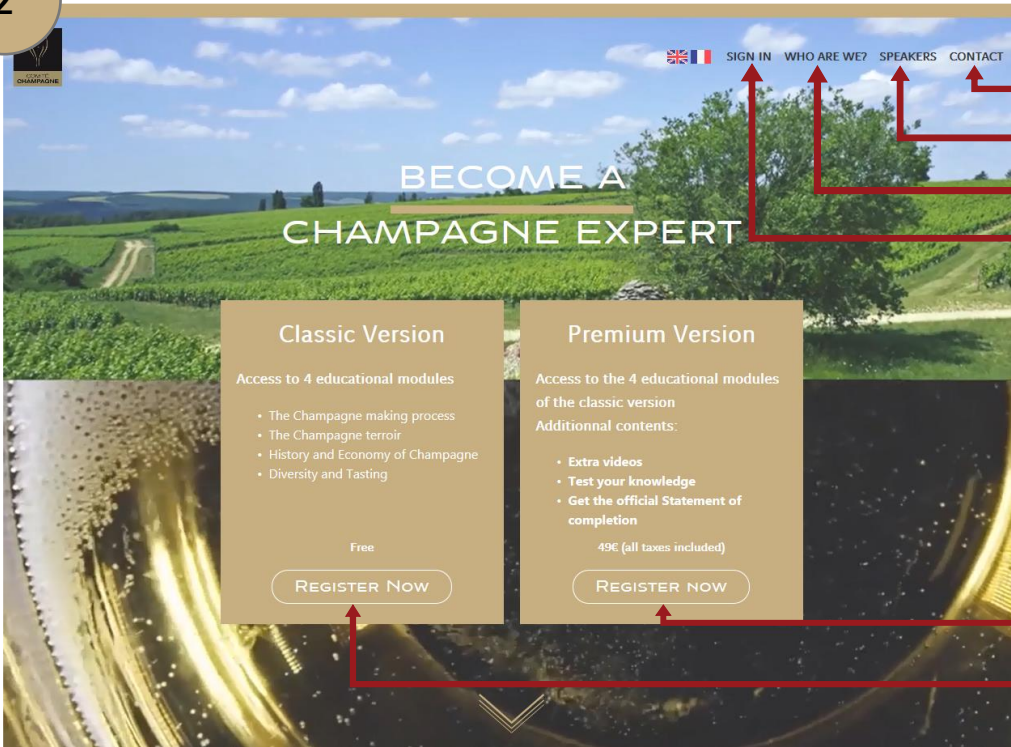 2
COMITÉ
CHAMPAGNE
SIGN IN WHO ARE WE? SPEAKERS CONTACT
BECOME A
CHAMPAGNE EXPERT
Classic Version
Access to 4 educational modules
• The Champagne making process
• The Champagne terroir
• History and Economy of Champagne
• Diversity and Tasting
Free
REGISTER NOW
Premium Version
Access to the 4 educational modules
of the classic version
Additionnal contents:
• Extra videos
• Test your knowledge
• Get the official Statement of
completion
49€ (all taxes included)
REGISTER NOW